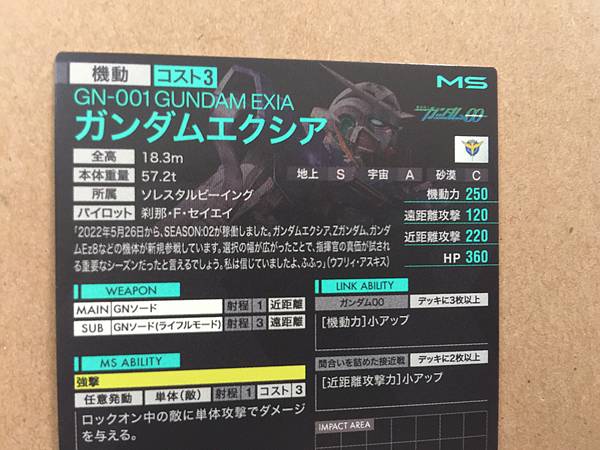 機動 コスト3 MS
GN-001 GUNDAM EXIA
ガンダムエクシア
ガンダム00
全高 18.3m
本体重量 57.2t
所属 ソレスタルビーイング
パイロット 刹那・F・セイエイ
地上 S 宇宙 A 砂漠 C
機動力 250
遠距離攻撃 120
近距離攻撃 220
HP 360
「2022年5月26日から、SEASON:02が稼働しました。ガンダムエクシア、Zガンダム、ガン
ダムEz8などの機体が新規参戦しています。選択の幅が広がったことで、指揮官の真価が試され
る重要なシーズンだったと言えるでしょう。私は信じていましたよ、ふふっ」(ウプリィ・アスキス)
WEAPON
MAIN GNソード 射程 1 近距離
SUB GNソード(ライフルモード) 射程 3 遠距離
MS ABILITY
強撃
任意発動 単体(敵) 射程 1 コスト 3
ロックオン中の敵に単体攻撃でダメージ
を与える。
LINK ABILITY
ガンダム00 デッキに3枚以上
[機動力]小アップ
間合いを詰めた接近戦 デッキに2枚以上
[近距離攻撃力]小アップ
IMPACT AREA